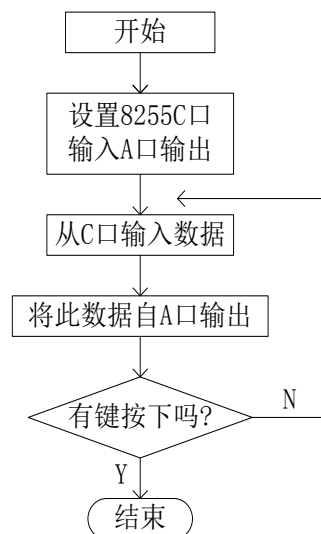 开始
设置8255C口
输入A口输出
从C口输入数据
将此数据自A口输出
有键按下吗?
N
Y
结束